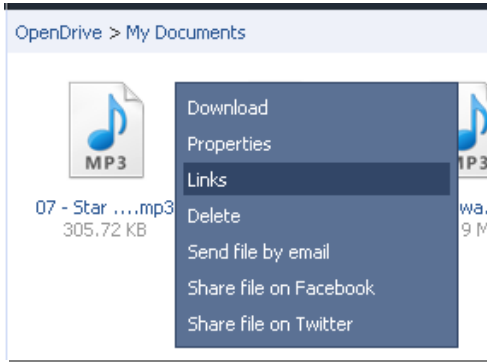 OpenDrive > My Documents
MP3
07 - Star ....mp3
305.72 KB
Download
Properties
Links
Delete
Send file by email
Share file on Facebook
Share file on Twitter